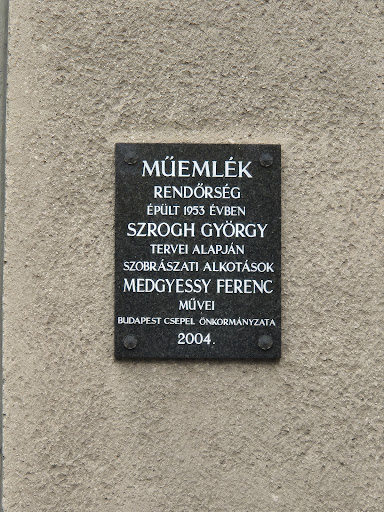 MŰEMLÉK
RENDŐRSÉG
ÉPÜLT 1953 ÉVBEN
SZROGH GYÖRGY
TERVEI ALAPJÁN
SZOBRÁSZATI ALKOTÁSOK
MEDGYESSY FERENC
MŰVEI
BUDAPEST CSEPEL ÖNKORMÁNYZATA
2004.